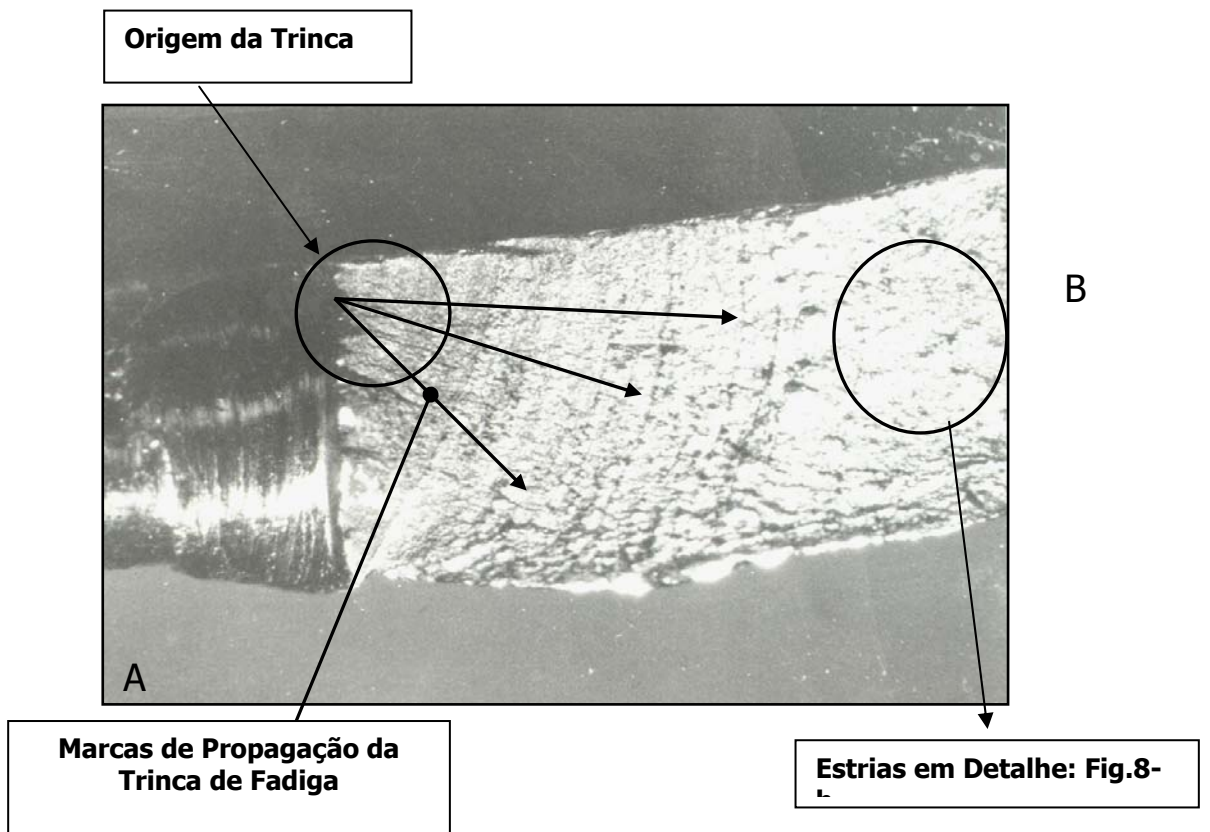 Origem da Trinca
B
A
Marcas de Propagação da
Trinca de Fadiga
Estrias em Detalhe: Fig.8-